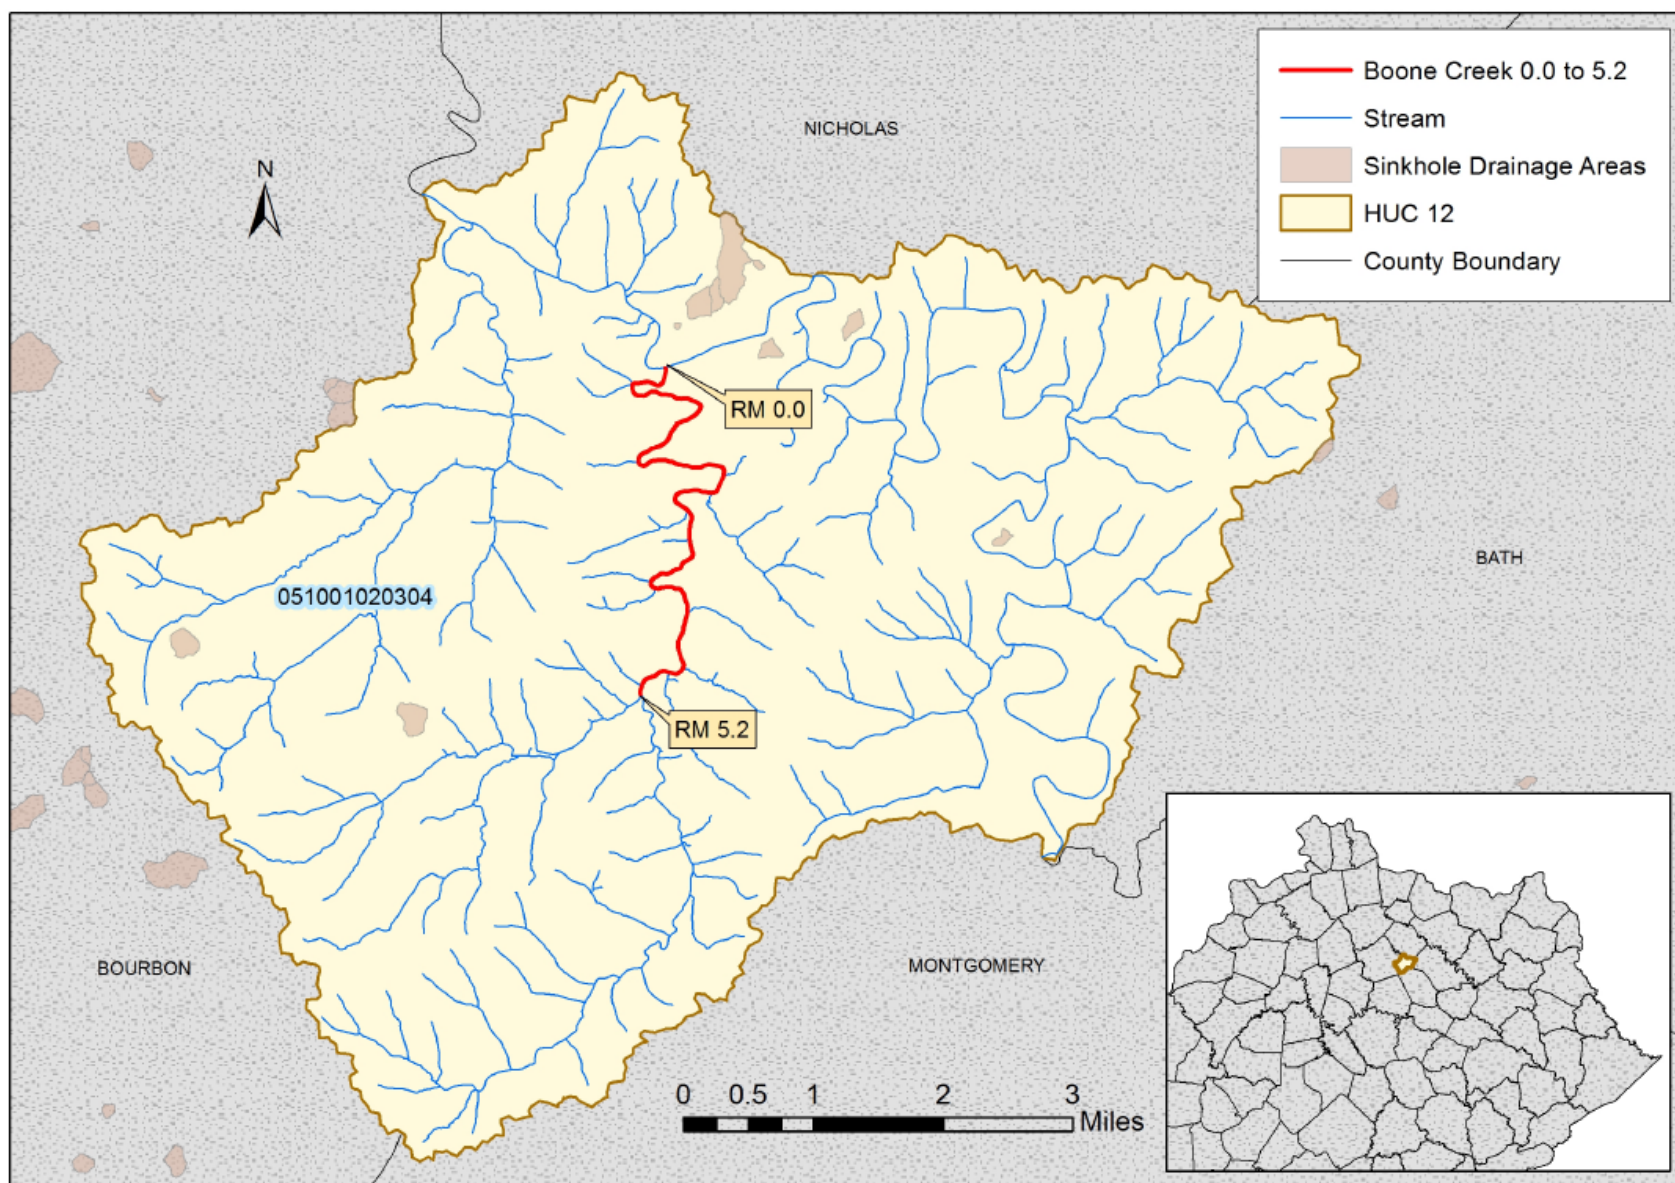 Boone Creek 0.0 to 5.2
Stream
Sinkhole Drainage Areas
HUC 12
County Boundary
NICHOLAS
N
RM 0.0
BATH
051001020304
RM 5.2
BOURBON
MONTGOMERY
0 0.5 1 2 3
Miles